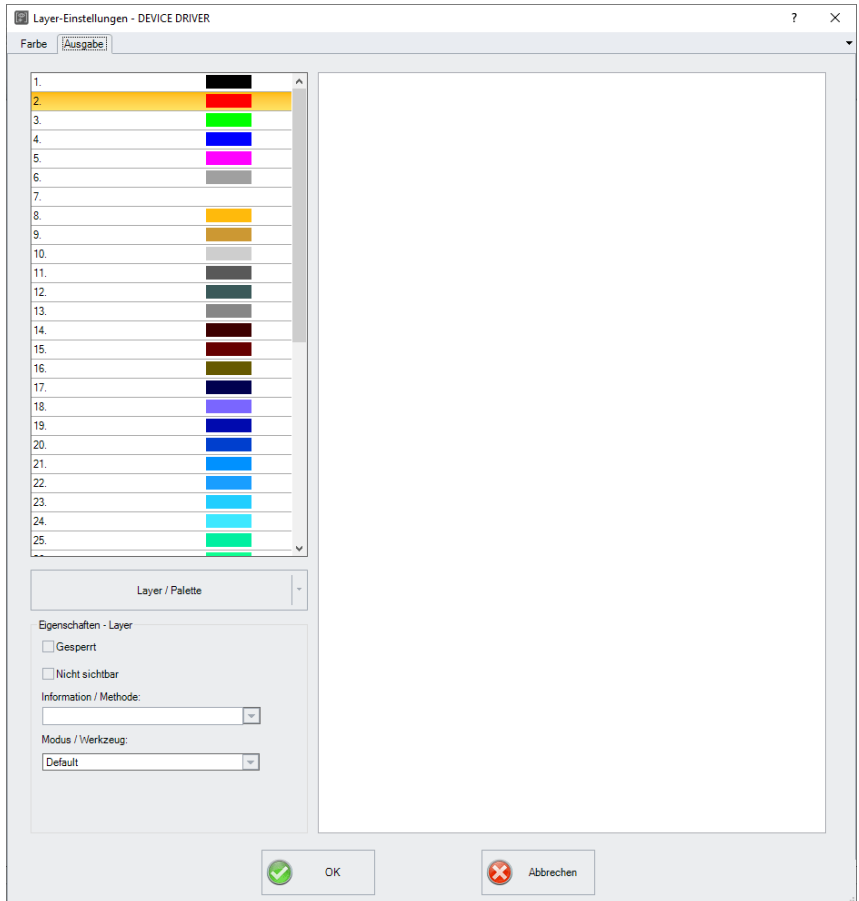 Layer-Einstellungen - DEVICE DRIVER
?
Farbe
Ausgabe
1.
2.
3.
4.
5.
6.
7.
8.
9.
10.
11.
12.
13.
14.
15.
16.
17.
18.
19.
20.
21.
22.
23.
24.
25.
Layer / Palette
Eigenschaften - Layer
Gesperrt
Nicht sichtbar
Information / Methode:
Modus / Werkzeug:
Default
OK
Abbrechen